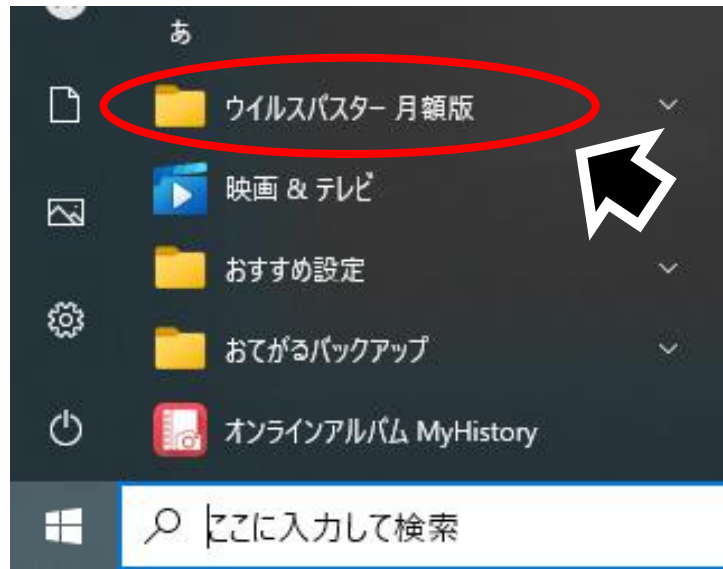 あ
ウイルスバスター 月額版
映画 & テレビ
おすすめ設定
おてがるバックアップ
オンラインアルバム MyHistory
ここに入力して検索